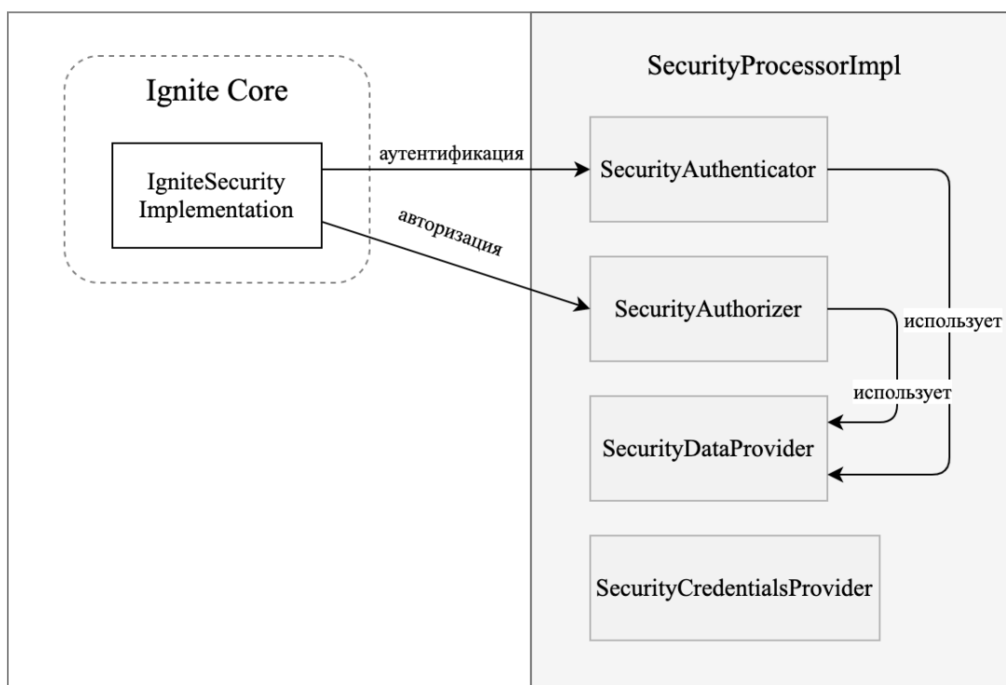 Ignite Core
IgniteSecurity
Implementation
аутентификация
авторизация
SecurityProcessorImpl
SecurityAuthenticator
SecurityAuthorizer
использует
использует
SecurityDataProvider
SecurityCredentialsProvider